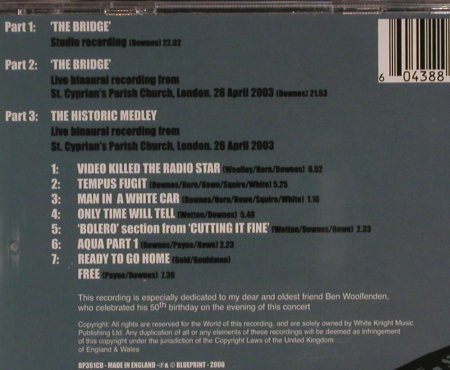 Part 1: 'THE BRIDGE'
Studio recording (Downes) 22.02
Part 2: 'THE BRIDGE'
Live binaural recording from
St. Cyprian's Parish Church, London. 26 April 2003 (Downes) 21.53
Part 3: THE HISTORIC MEDLEY
Live binaural recording from
St. Cyprian's Parish Church, London. 26 April 2003
1: VIDEO KILLED THE RADIO STAR (Woolley/Horn/Downes) 6.52
2: TEMPUS FUGIT (Downes/Horn/Howe/Squire/White) 5.25
3: MAN IN A WHITE CAR (Downes/Horn/Howe/Squire/White) 1.16
4: ONLY TIME WILL TELL (Wetton/Downes) 5.48
5: 'BOLERO' section from 'CUTTING IT FINE' (Wetton/Downes/Howe) 2.33
6: AQUA PART 1 (Downes/Payne/Howe) 2.23
7: READY TO GO HOME (Gold/Gouldman)
FREE (Payne/Downes) 7.30
This recording is especially dedicated to my dear and oldest friend Ben Woolfenden,
who celebrated his 50th birthday on the evening of this concert
Copyright: All rights are reserved for the World of this recording, and are solely owned by White Knight Music
Publishing Ltd. Any duplication of all or any elements of these recordings will be deemed as infringement
of this copyright under the jurisdiction of the Copyright Laws of the United Kingdom
of England & Wales
BP361CD - MADE IN ENGLAND - ℗ & © BLUEPRINT - 2006
6 04388